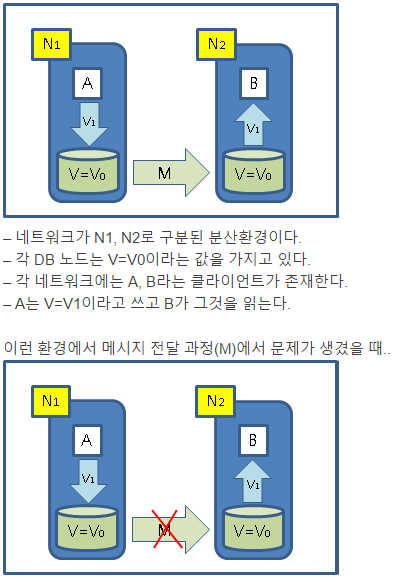 N1
N2
A
B
V1
V1
V=V0
M
V=V0
– 네트워크가 N1, N2로 구분된 분산환경이다.
– 각 DB 노드는 V=V0이라는 값을 가지고 있다.
– 각 네트워크에는 A, B라는 클라이언트가 존재한다.
– A는 V=V1이라고 쓰고 B가 그것을 읽는다.
이런 환경에서 메시지 전달 과정(M)에서 문제가 생겼을 때..
N1
N2
A
B
V1
V1
V=V0
M
V=V0